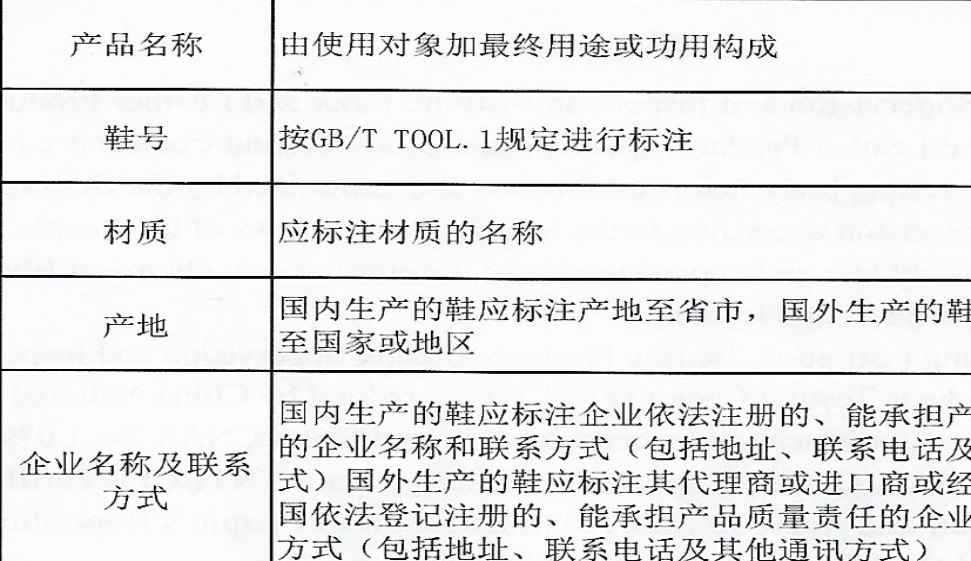 产品名称
由使用对象加最终用途或功用构成
鞋号
按GB/T TOOL.1规定进行标注
材质
应标注材质的名称
产地
国内生产的鞋应标注产地至省市，国外生产的鞋
至国家或地区
企业名称及联系
方式
国内生产的鞋应标注企业依法注册的、能承担产
的企业名称和联系方式（包括地址、联系电话及
式）国外生产的鞋应标注其代理商或进口商或经
国依法登记注册的、能承担产品质量责任的企业
方式（包括地址、联系电话及其他通讯方式）